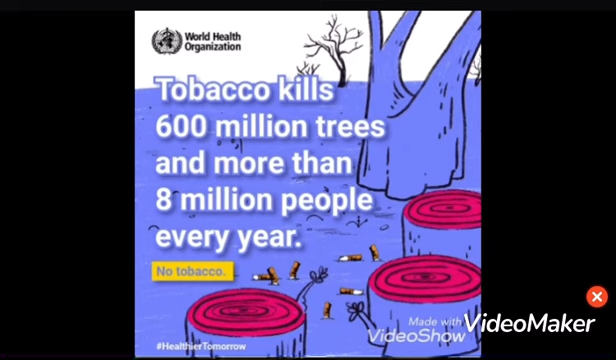 World Health
Organization
Tobacco kills
600 million trees
and more than
8 million people
every year.
No tobacco.
#HealthierTomorrow
Made with
VideoShow
VideoMaker